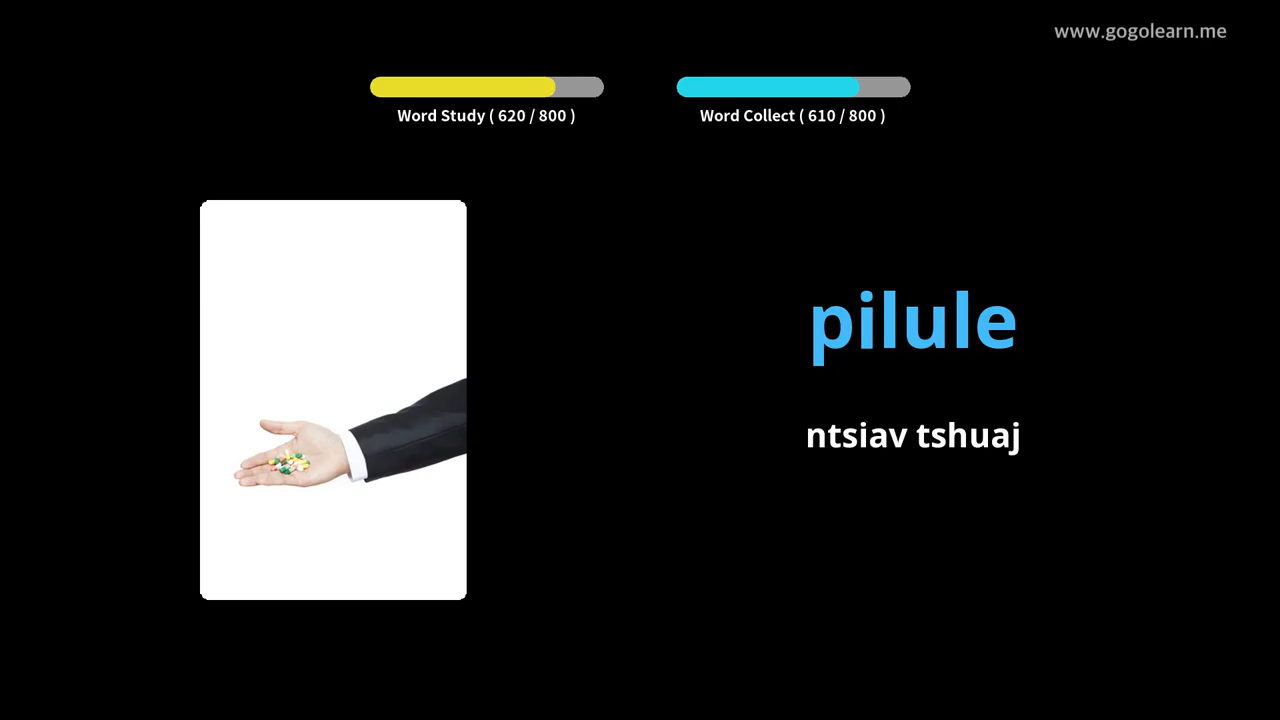 www.gogolearn.me
Word Study ( 620 / 800 )
Word Collect ( 610 / 800 )
pilule
ntsiav tshuaj